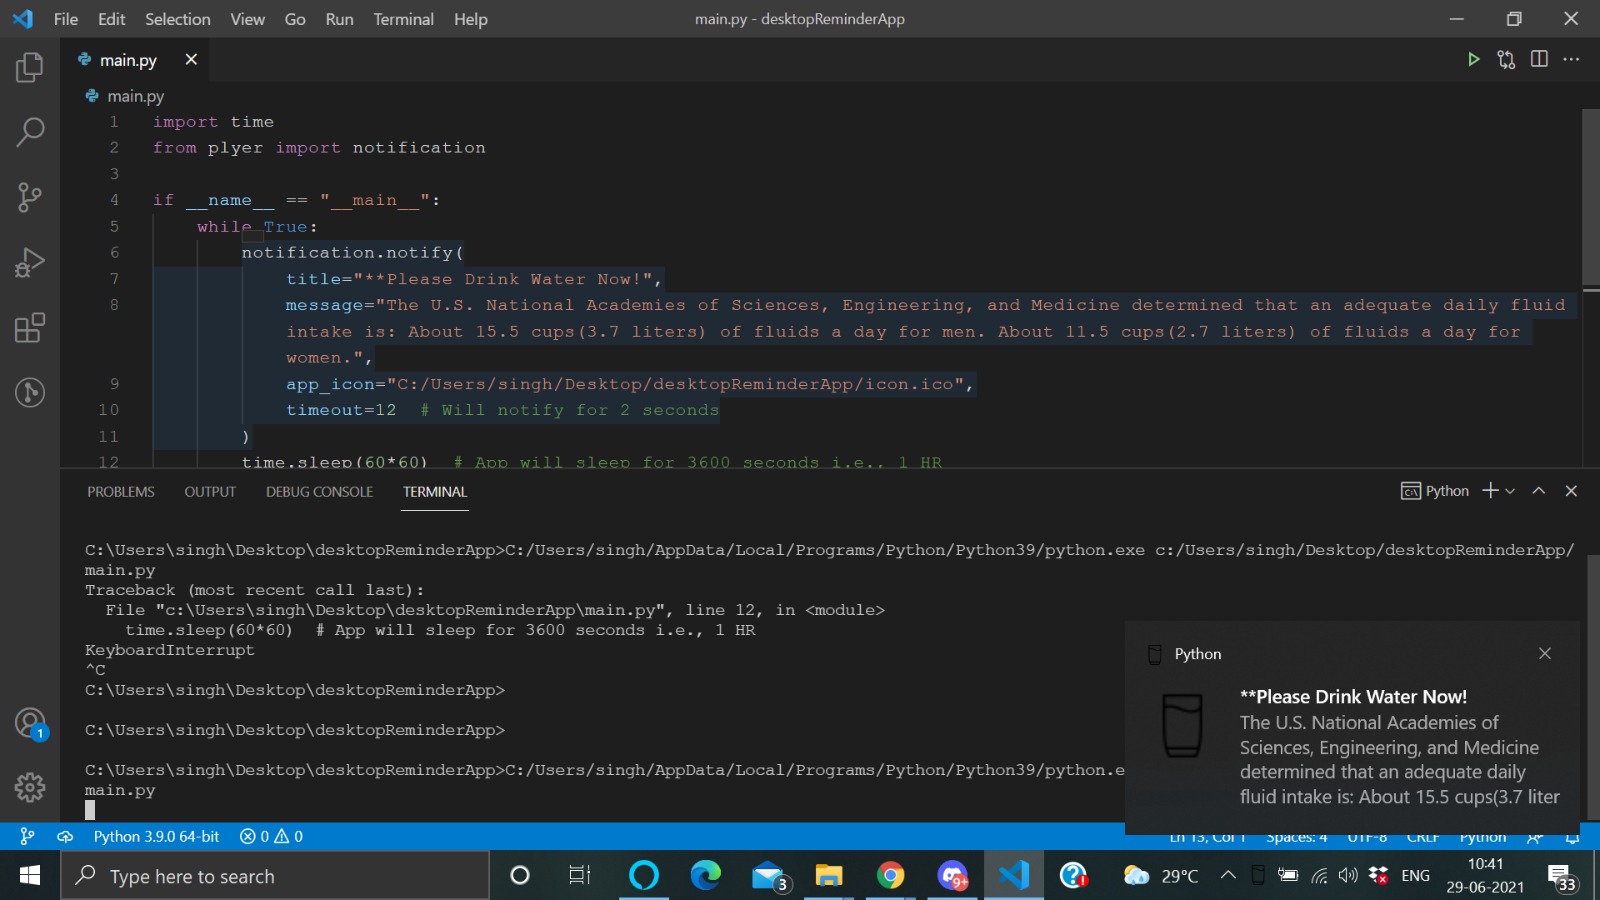 File Edit Selection View Go Run Terminal Help
main.py - desktopReminderApp
main.py
main.py
1 import time
2 from plyer import notification
3
4 if __name__ == "__main__":
5 while True:
6 notification.notify(
7 title="**Please Drink Water Now!",
8 message="The U.S. National Academies of Sciences, Engineering, and Medicine determined that an adequate daily fluid
intake is: About 15.5 cups(3.7 liters) of fluids a day for men. About 11.5 cups(2.7 liters) of fluids a day for
women.",
9 app_icon="C:/Users/singh/Desktop/desktopReminderApp/icon.ico",
10 timeout=12 # Will notify for 2 seconds
11 )
12 time.sleep(60*60) # App will sleep for 3600 seconds i.e., 1 HR
PROBLEMS OUTPUT DEBUG CONSOLE TERMINAL
Python
C:\Users\singh\Desktop\desktopReminderApp>C:/Users/singh/AppData/Local/Programs/Python/Python39/python.exe c:/Users/singh/Desktop/desktopReminderApp/
main.py
Traceback (most recent call last):
File "c:\Users\singh\Desktop\desktopReminderApp\main.py", line 12, in <module>
time.sleep(60*60) # App will sleep for 3600 seconds i.e., 1 HR
KeyboardInterrupt
^C
C:\Users\singh\Desktop\desktopReminderApp>
C:\Users\singh\Desktop\desktopReminderApp>
C:\Users\singh\Desktop\desktopReminderApp>C:/Users/singh/AppData/Local/Programs/Python/Python39/python.e
main.py
Python
**Please Drink Water Now!
The U.S. National Academies of
Sciences, Engineering, and Medicine
determined that an adequate daily
fluid intake is: About 15.5 cups(3.7 liter
1
Python 3.9.0 64-bit 0 0
Ln 13, Col 1 Spaces: 4 UTF-8 CRLF Python
Type here to search
3
9+
29°C
ENG
10:41
29-06-2021
33